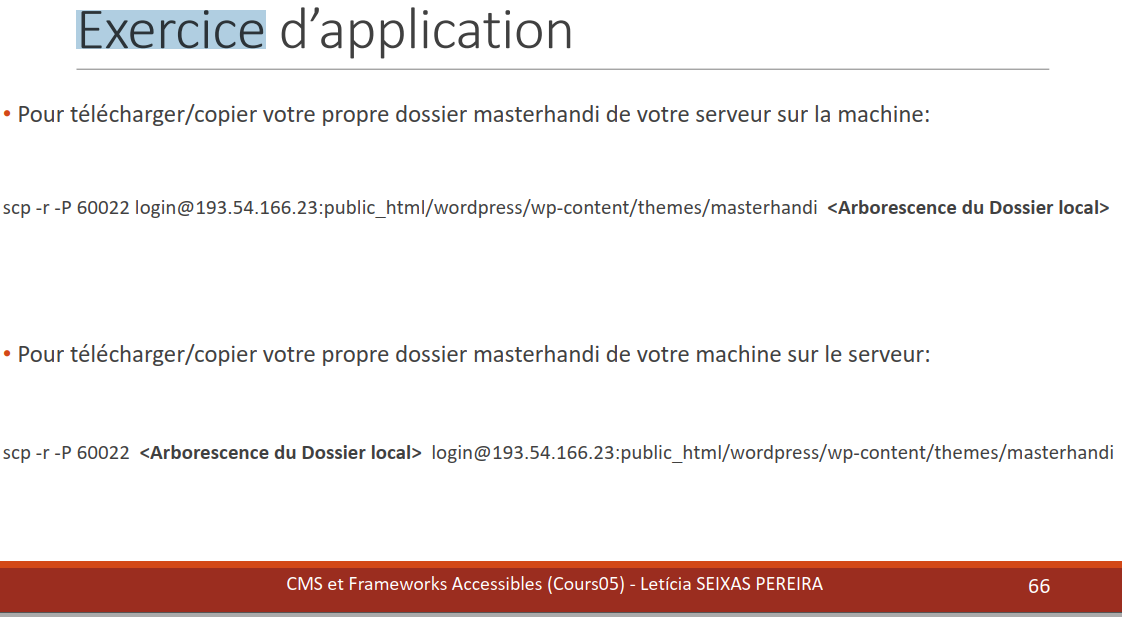 Exercice d’application
• Pour télécharger/copier votre propre dossier masterhandi de votre serveur sur la machine:
scp -r -P 60022 login@193.54.166.23:public_html/wordpress/wp-content/themes/masterhandi <Arborescence du Dossier local>
• Pour télécharger/copier votre propre dossier masterhandi de votre machine sur le serveur:
scp -r -P 60022 <Arborescence du Dossier local> login@193.54.166.23:public_html/wordpress/wp-content/themes/masterhandi
CMS et Frameworks Accessibles (Cours05) - Letícia SEIXAS PEREIRA
66